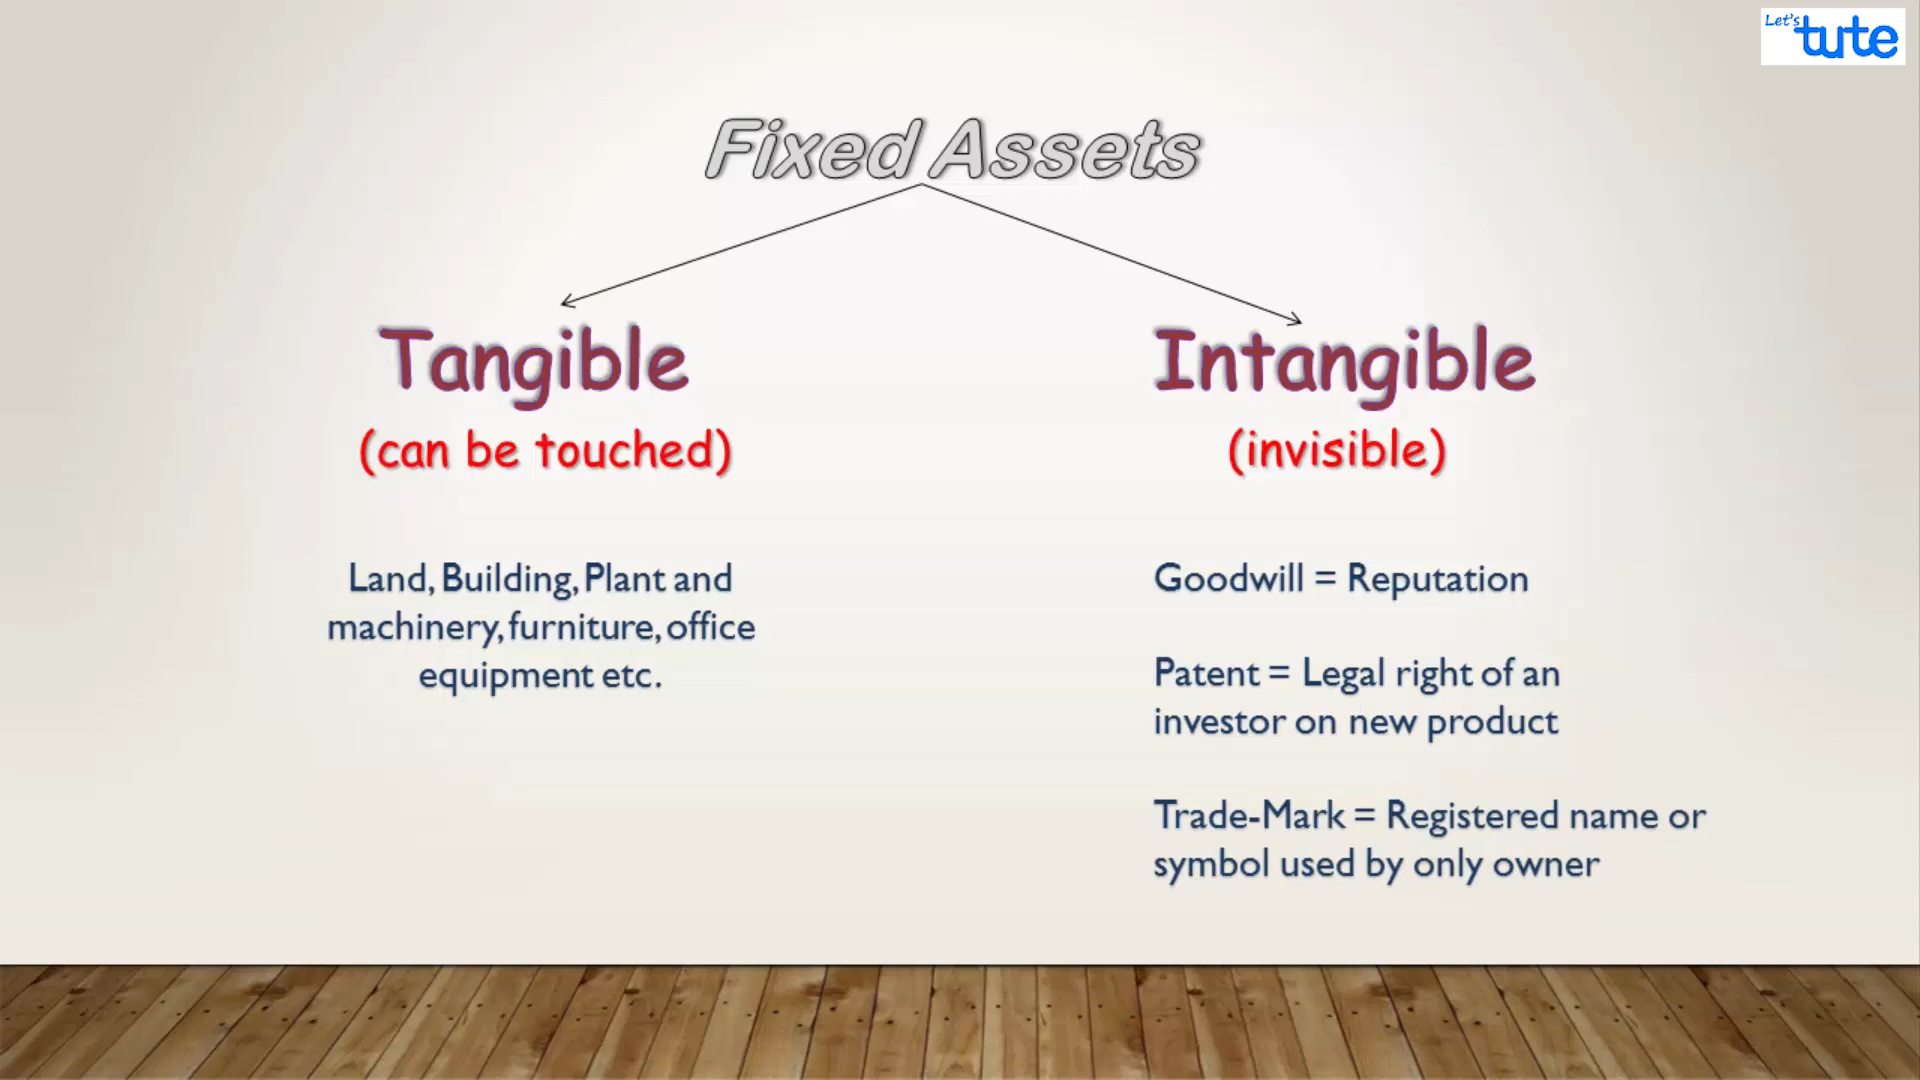 Let's tute
Fixed Assets
Tangible
(can be touched)
Land, Building, Plant and
machinery, furniture, office
equipment etc.
Intangible
(invisible)
Goodwill = Reputation
Patent = Legal right of an
investor on new product
Trade-Mark = Registered name or
symbol used by only owner